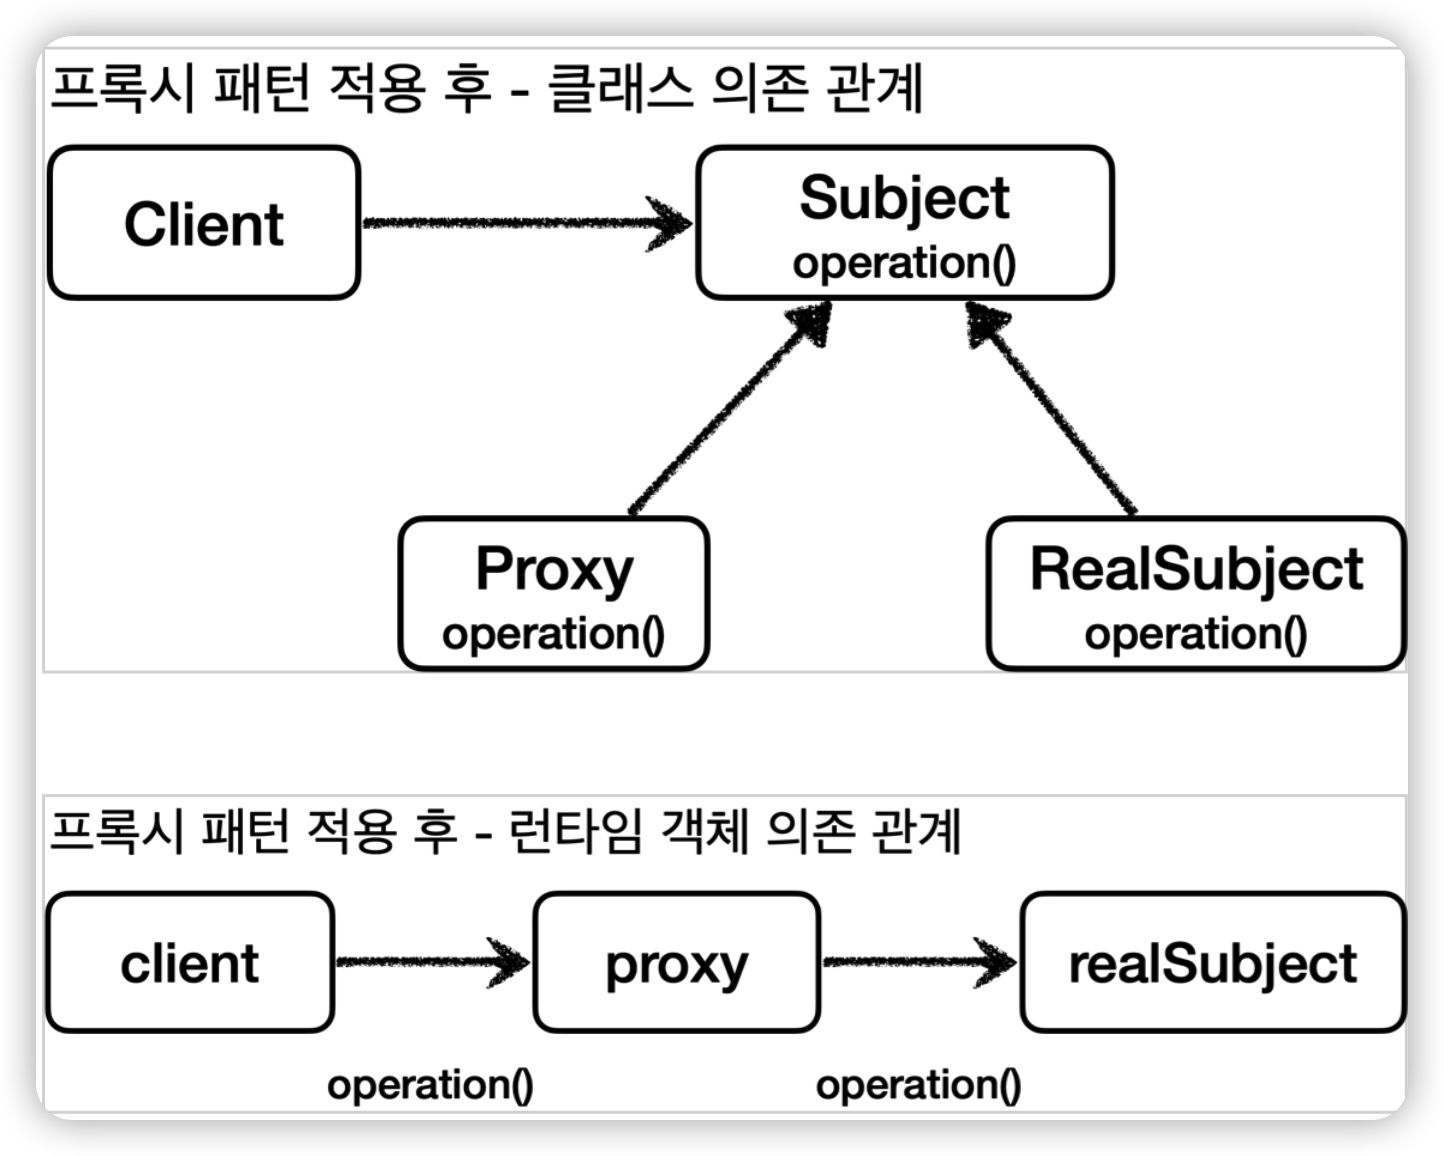 프록시 패턴 적용 후 - 클래스 의존 관계
Client
Subject
operation()
Proxy
operation()
RealSubject
operation()
프록시 패턴 적용 후 - 런타임 객체 의존 관계
client
proxy
realSubject
operation()
operation()